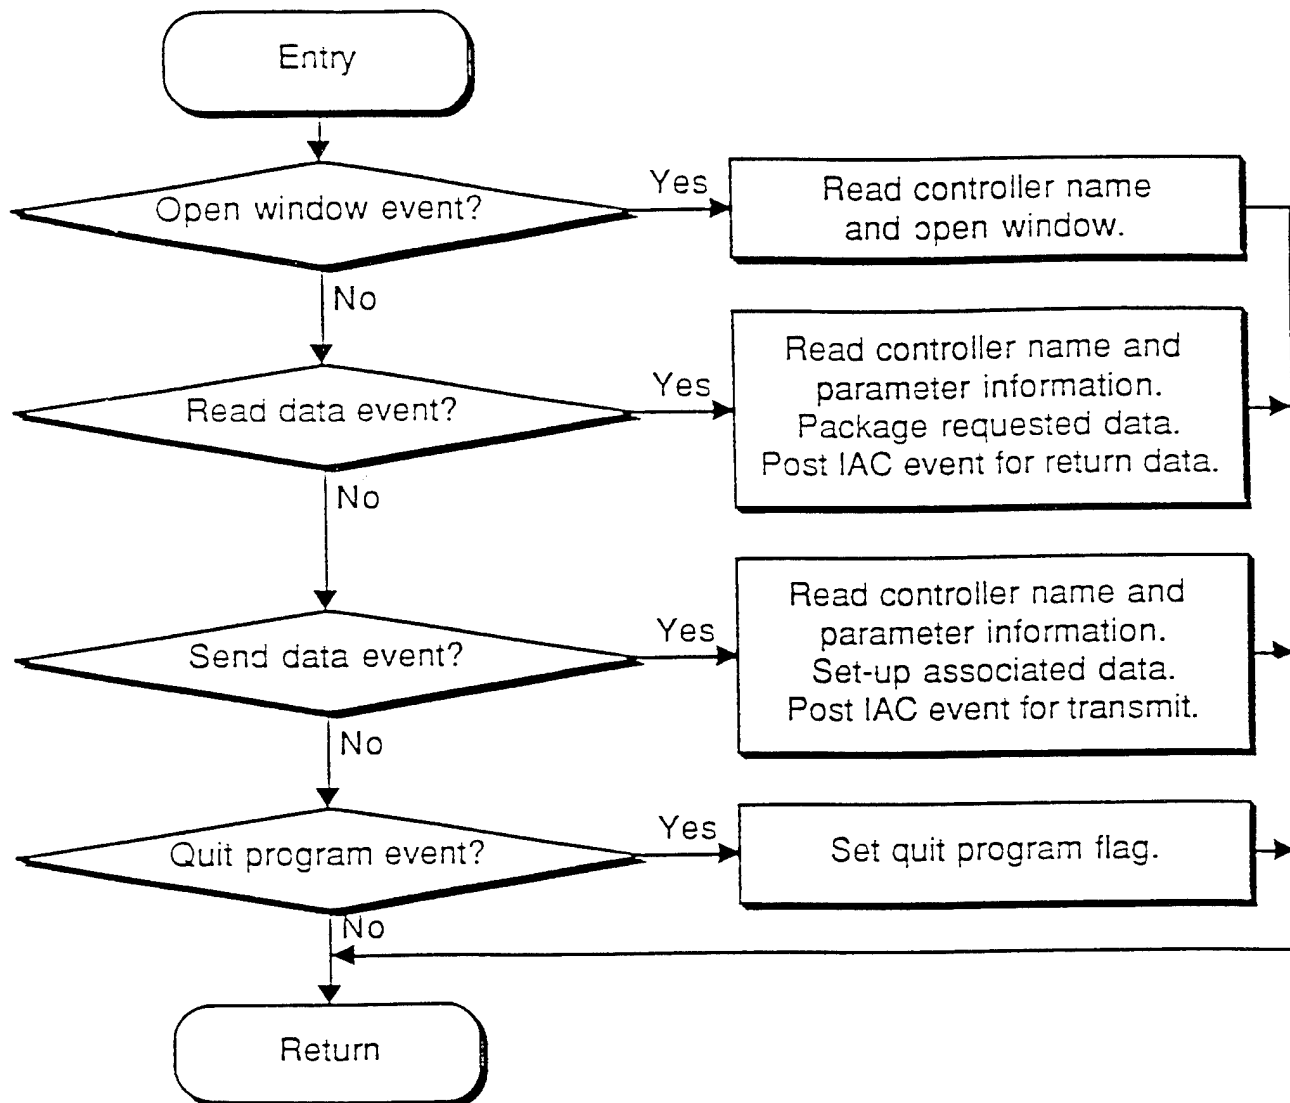 Entry
Open window event?
Yes
Read controller name
and open window.
No
Read data event?
Yes
Read controller name and
parameter information.
Package requested data.
Post IAC event for return data.
No
Send data event?
Yes
Read controller name and
parameter information.
Set-up associated data.
Post IAC event for transmit.
No
Quit program event?
Yes
Set quit program flag.
No
Return